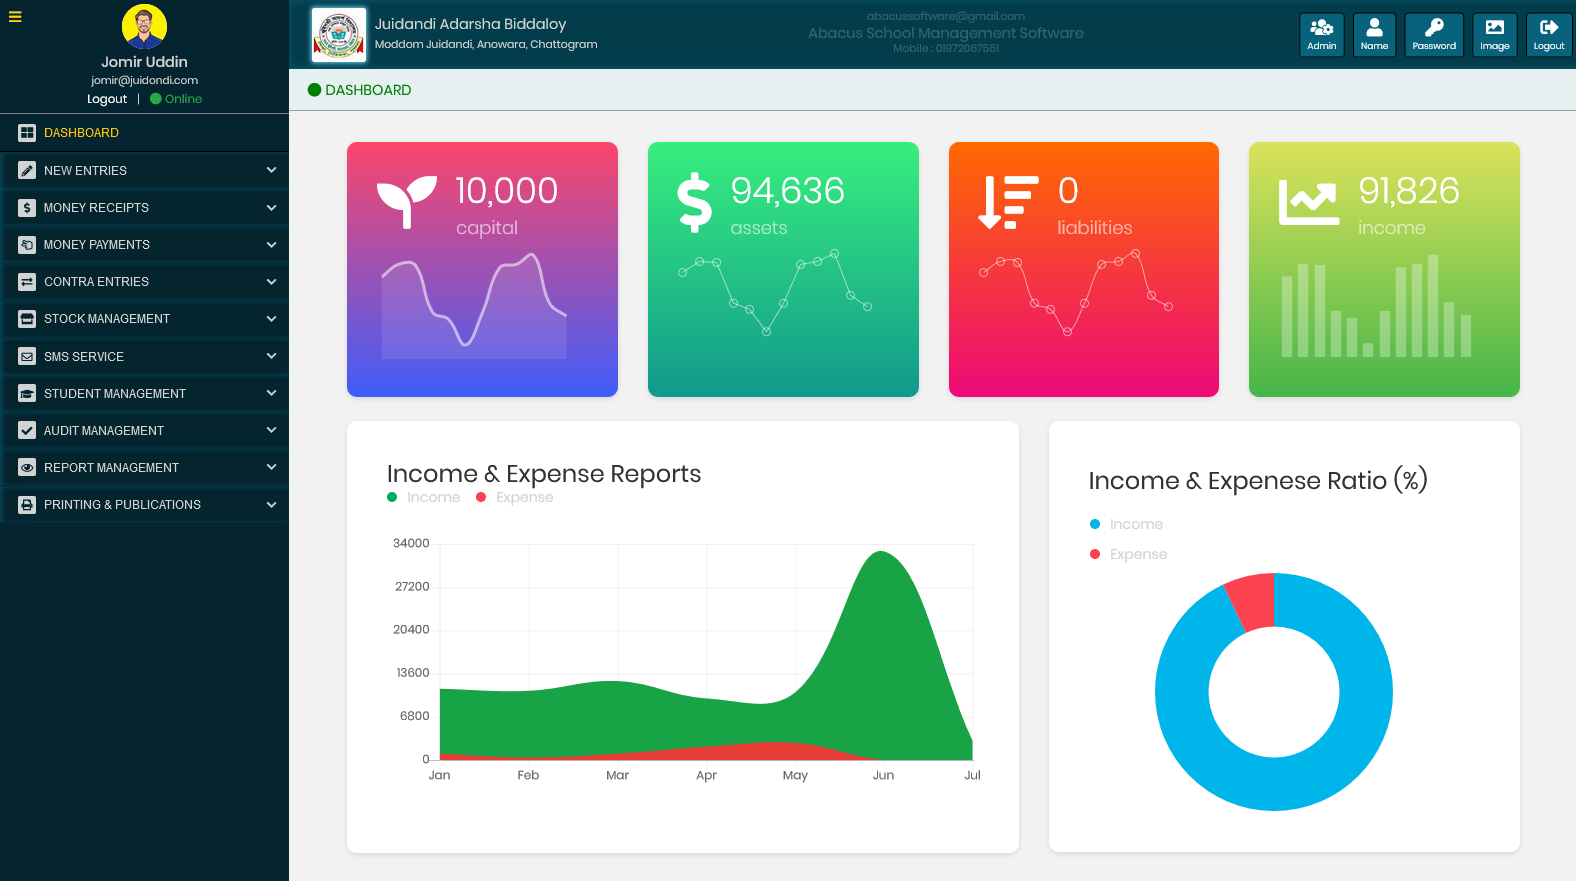 Jomir Uddin
jomir@juidondi.com
Logout | Online
DASHBOARD
NEW ENTRIES
MONEY RECEIPTS
MONEY PAYMENTS
CONTRA ENTRIES
STOCK MANAGEMENT
SMS SERVICE
STUDENT MANAGEMENT
AUDIT MANAGEMENT
REPORT MANAGEMENT
PRINTING & PUBLICATIONS
Juidandi Adarsha Biddaloy
Moddom Juidandi, Anowara, Chattogram
abacussoftware@gmail.com
Abacus School Management Software
Mobile : 01972067561
Admin
Name
Password
Image
Logout
DASHBOARD
10,000
capital
94,636
assets
0
liabilities
91,826
income
Income & Expense Reports
Income Expense
34000
27200
20400
13600
6800
0
Jan Feb Mar Apr May Jun Jul
Income & Expenese Ratio (%)
Income
Expense